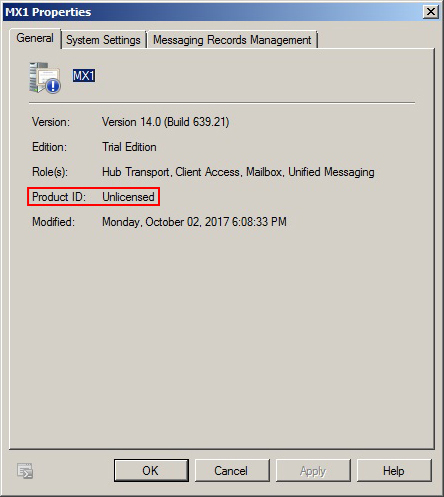 MX1 Properties
General System Settings Messaging Records Management
MX1
Version: Version 14.0 (Build 639.21)
Edition: Trial Edition
Role(s): Hub Transport, Client Access, Mailbox, Unified Messaging
Product ID: Unlicensed
Modified: Monday, October 02, 2017 6:08:33 PM
OK Cancel Apply Help